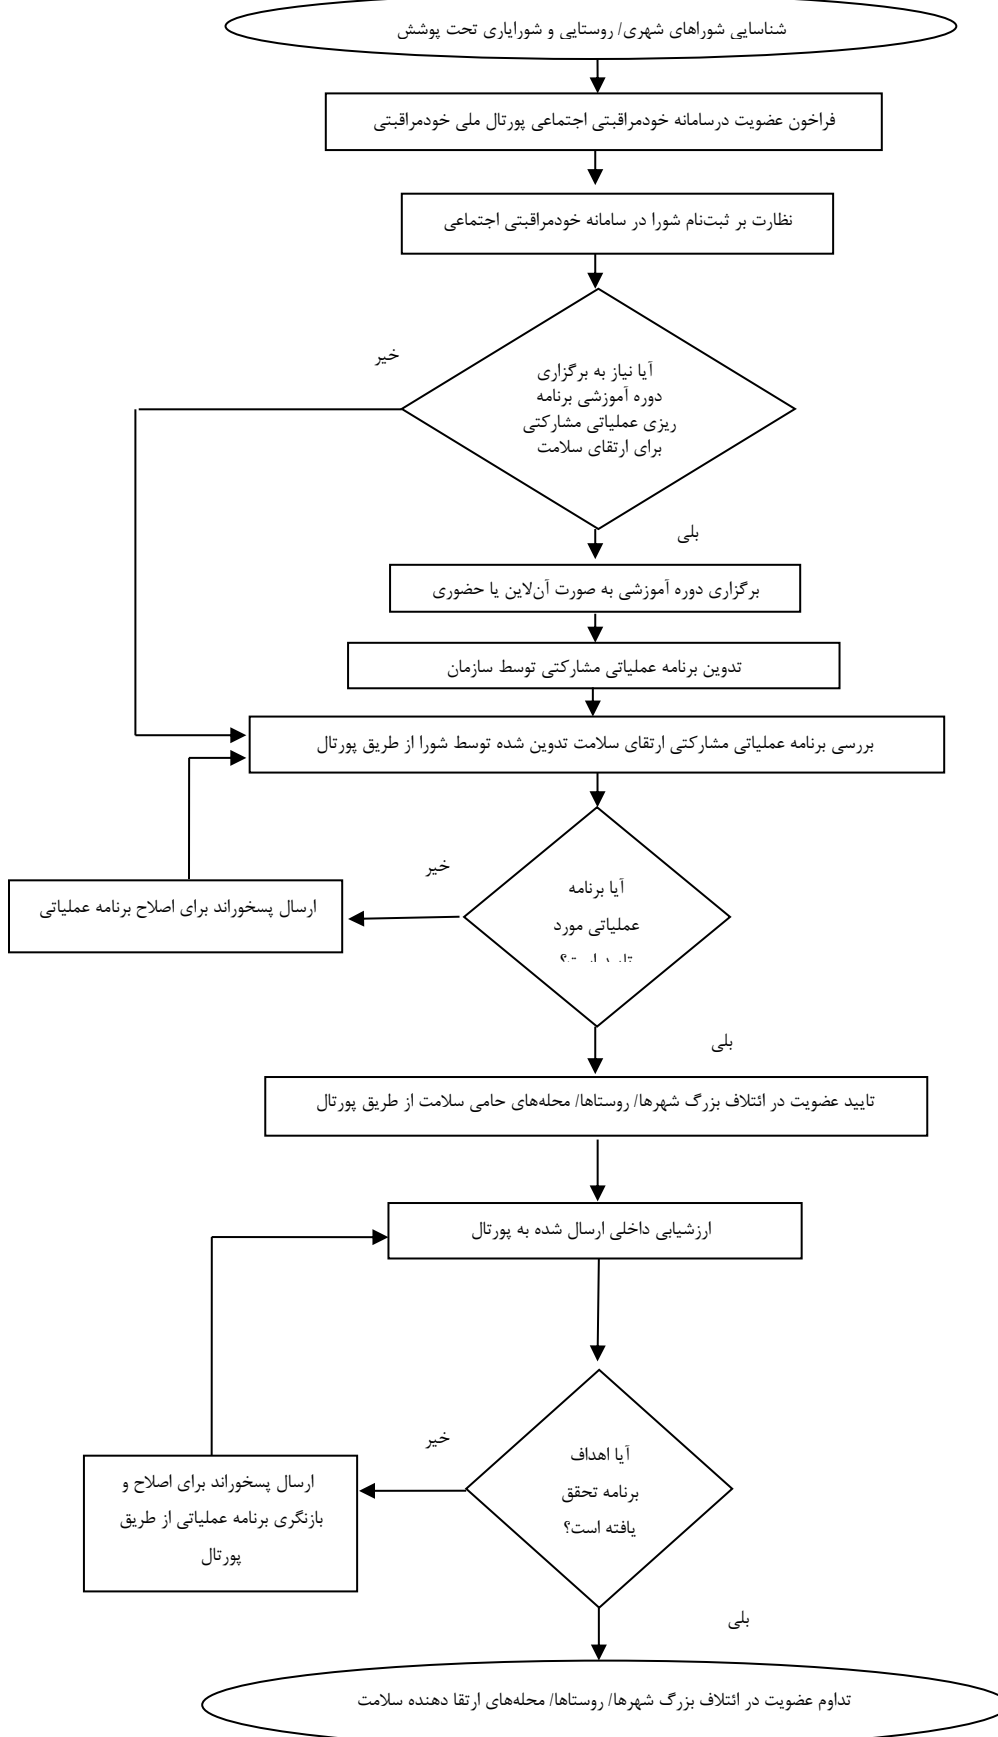 شناسایی شوراهای شهری/ روستایی و شورایاری تحت پوشش
فراخون عضویت درسامانه خودمراقبتی اجتماعی پورتال ملی خودمراقبتی
نظارت بر ثبت‌نام شورا در سامانه خودمراقبتی اجتماعی
خیر
آیا نیاز به برگزاری
دوره آموزشی برنامه
ریزی عملیاتی مشارکتی
برای ارتقای سلامت
بلی
برگزاری دوره آموزشی به صورت آن‌لاین یا حضوری
تدوین برنامه عملیاتی مشارکتی توسط سازمان
بررسی برنامه عملیاتی مشارکتی ارتقای سلامت تدوین شده توسط شورا از طریق پورتال
خیر
آیا برنامه
عملیاتی مورد
ارسال پسخوراند برای اصلاح برنامه عملیاتی
بلی
تایید عضویت در ائتلاف بزرگ شهرها/ روستاها/ محله‌های حامی سلامت از طریق پورتال
ارزشیابی داخلی ارسال شده به پورتال
خیر
آیا اهداف
برنامه تحقق
یافته است؟
ارسال پسخوراند برای اصلاح و
بازنگری برنامه عملیاتی از طریق
پورتال
بلی
تداوم عضویت در ائتلاف بزرگ شهرها/ روستاها/ محله‌های ارتقا دهنده سلامت